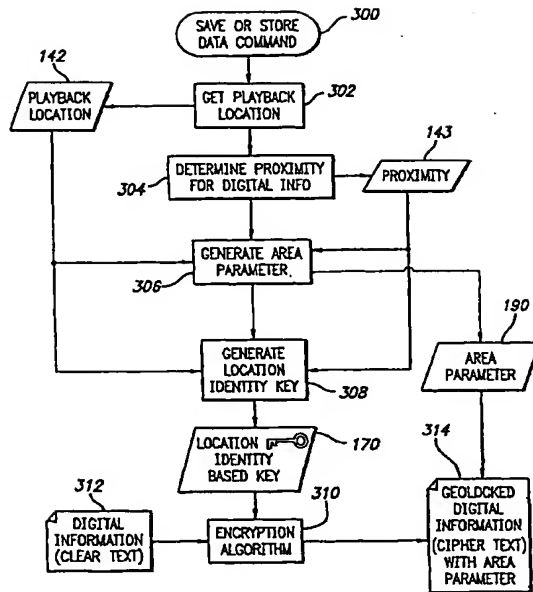 SAVE OR STORE
DATA COMMAND
300
142
PLAYBACK
LOCATION
GET PLAYBACK
LOCATION
302
304
DETERMINE PROXIMITY
FOR DIGITAL INFO
143
PROXIMITY
306
GENERATE AREA
PARAMETER.
190
AREA
PARAMETER
GENERATE
LOCATION
IDENTITY KEY
308
LOCATION
IDENTITY
BASED KEY
170
314
312
DIGITAL
INFORMATION
(CLEAR TEXT)
310
ENCRYPTION
ALGORITHM
GEOLOCKED
DIGITAL
INFORMATION
(CIPHER TEXT)
WITH AREA
PARAMETER